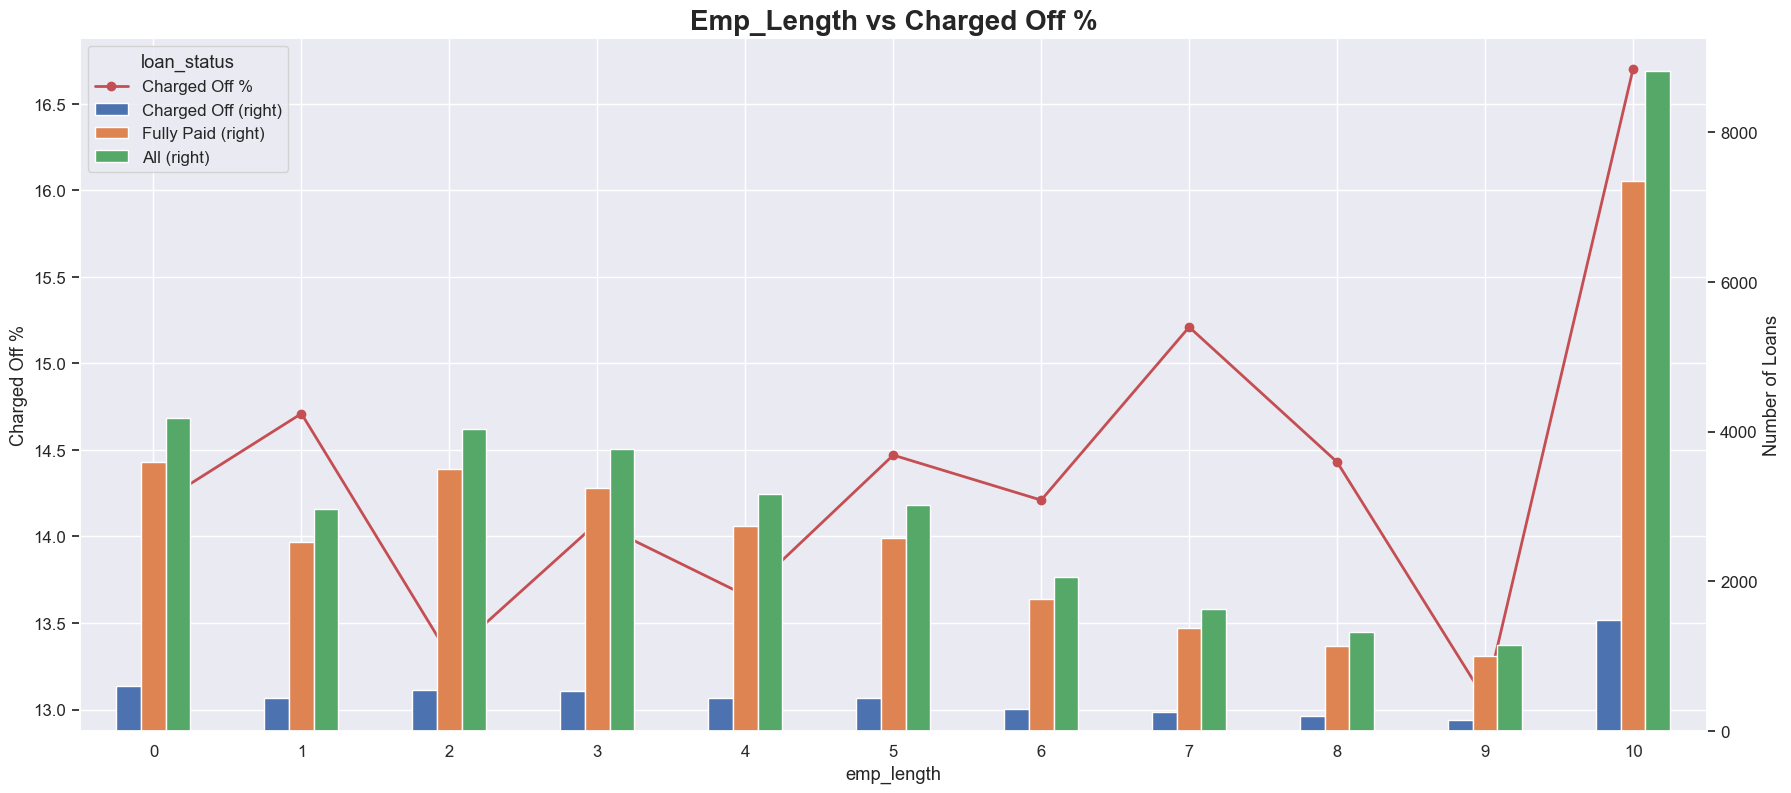 Emp_Length vs Charged Off %
loan_status
Charged Off %
Charged Off (right)
Fully Paid (right)
All (right)
Charged Off %
16.5
16.0
15.5
15.0
14.5
14.0
13.5
13.0
8000
6000
4000
2000
0
Number of Loans
0 1 2 3 4 5 6 7 8 9 10
emp_length